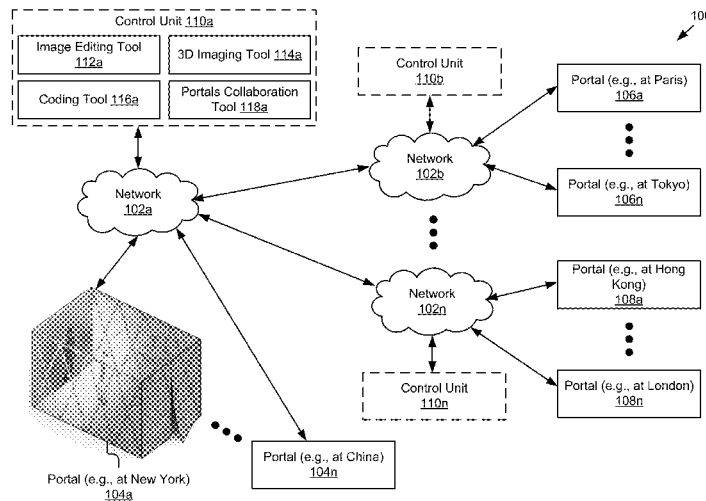 100
Control Unit 110a
Image Editing Tool
112a
3D Imaging Tool
114a
Coding Tool 116a
Portals Collaboration
Tool 118a
Control Unit
110b
Portal (e.g., at Paris)
106a
Network
102a
Network
102b
Portal (e.g., at Tokyo)
106n
Network
102n
Portal (e.g., at Hong
Kong)
108a
Control Unit
110n
Portal (e.g., at London)
108n
Portal (e.g., at New York)
104a
Portal (e.g., at China)
104n